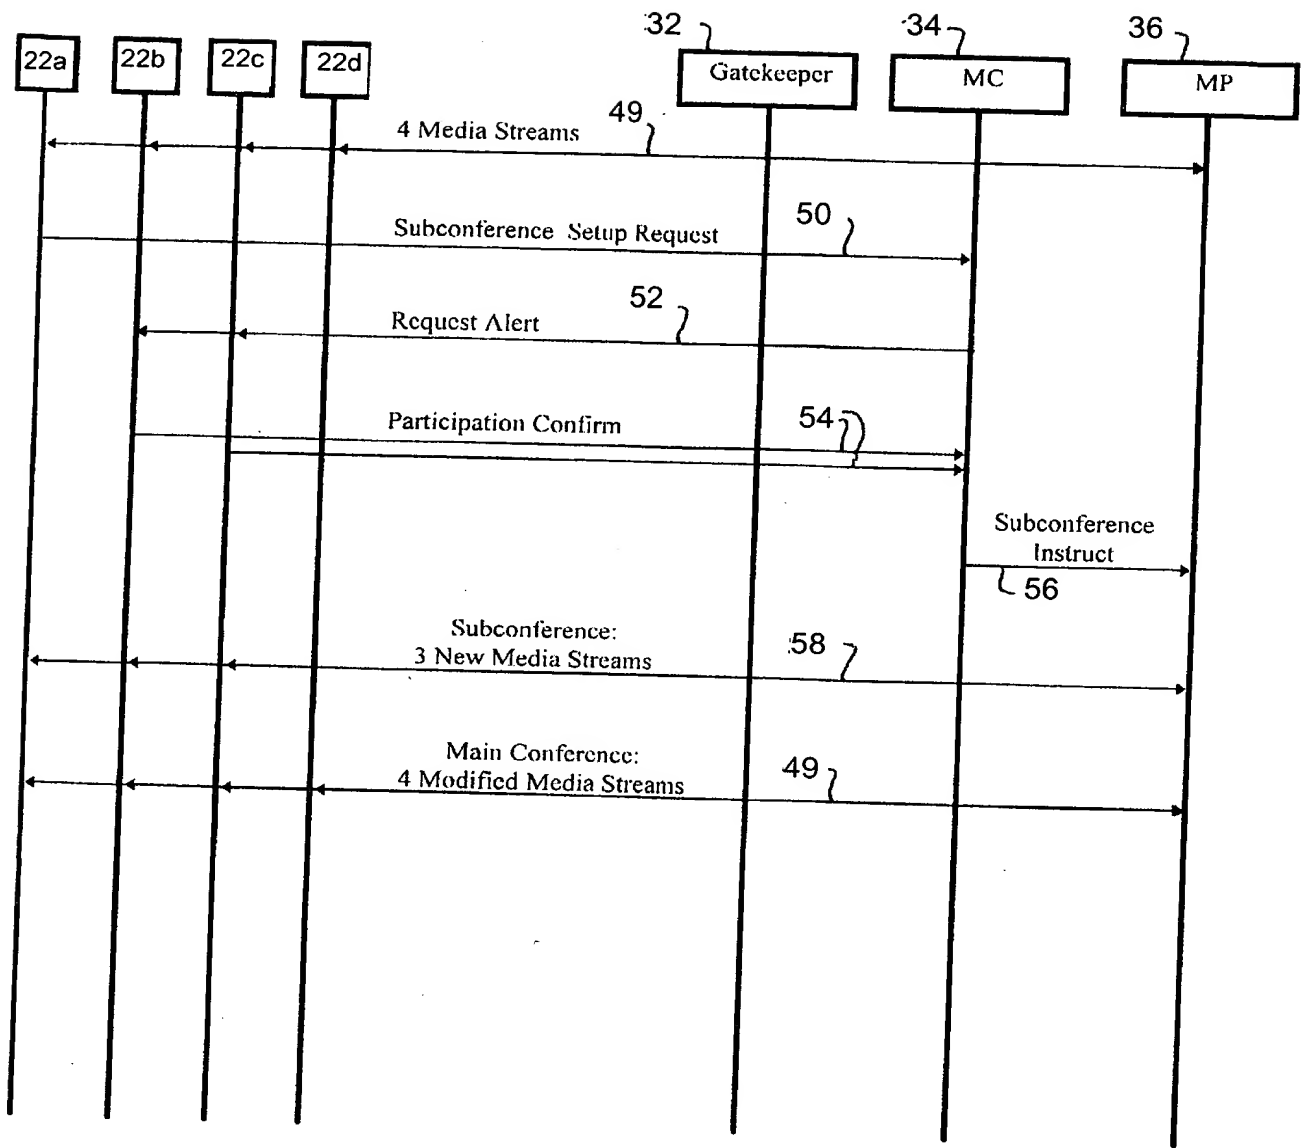 32
34
36
22a
22b
22c
22d
Gatekeeper
MC
MP
49
4 Media Streams
50
Subconference Setup Request
52
Request Alert
54
Participation Confirm
Subconference
Instruct
56
Subconference:
3 New Media Streams
58
Main Conference:
4 Modified Media Streams
49